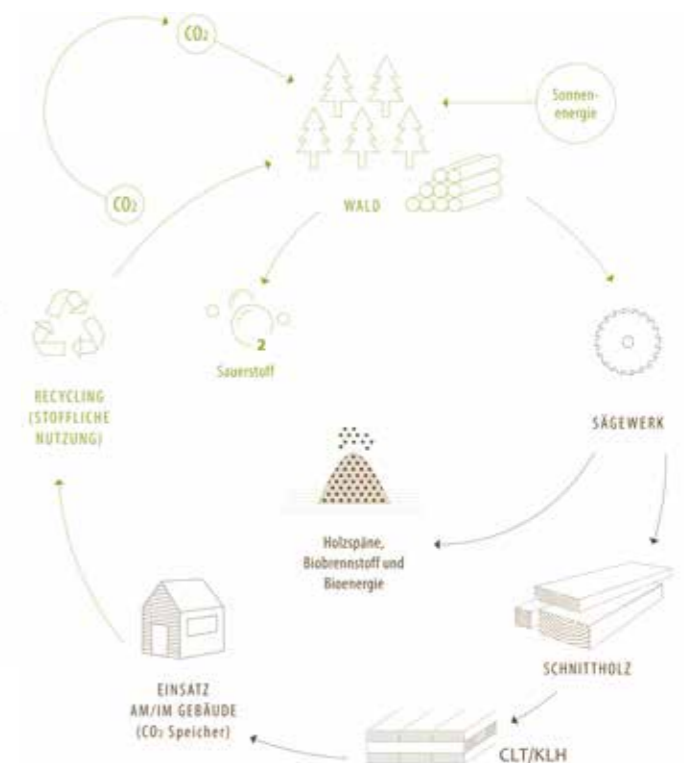 CO₂
Sonnen-
energie
CO₂
WALD
2
Sauerstoff
RECYCLING
(STOFFLICHE
NUTZUNG)
SÄGEWERK
Holzspäne,
Biobrennstoff und
Bioenergie
SCHNITTHOLZ
EINSATZ
AM/IM GEBÄUDE
(CO₂ Speicher)
CLT/KLH